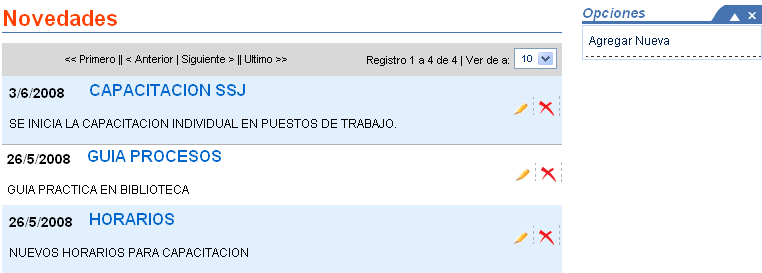 Novedades
<< Primero || < Anterior | Siguiente > || Ultimo >>
Registro 1 a 4 de 4 | Ver de a: 10
3/6/2008 CAPACITACION SSJ
SE INICIA LA CAPACITACION INDIVIDUAL EN PUESTOS DE TRABAJO.
26/5/2008 GUIA PROCESOS
GUIA PRACTICA EN BIBLIOTECA
26/5/2008 HORARIOS
NUEVOS HORARIOS PARA CAPACITACION
Opciones
Agregar Nueva